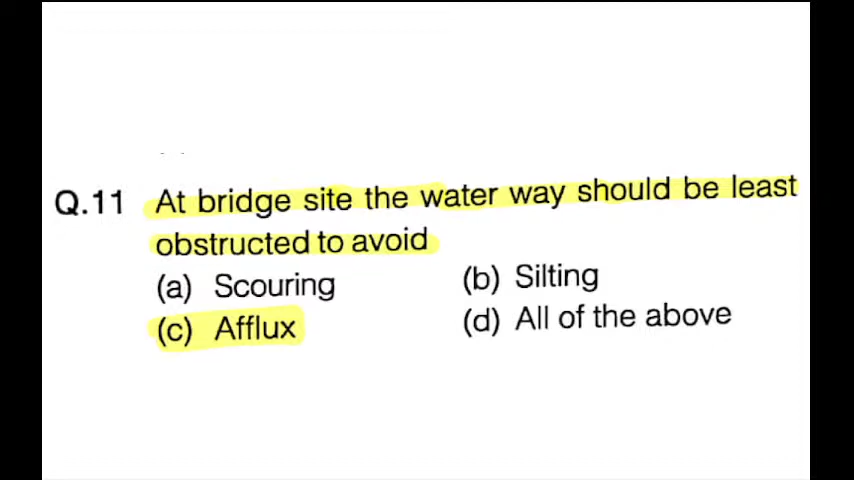 Q.11 At bridge site the water way should be least
obstructed to avoid
(a) Scouring (b) Silting
(c) Afflux (d) All of the above